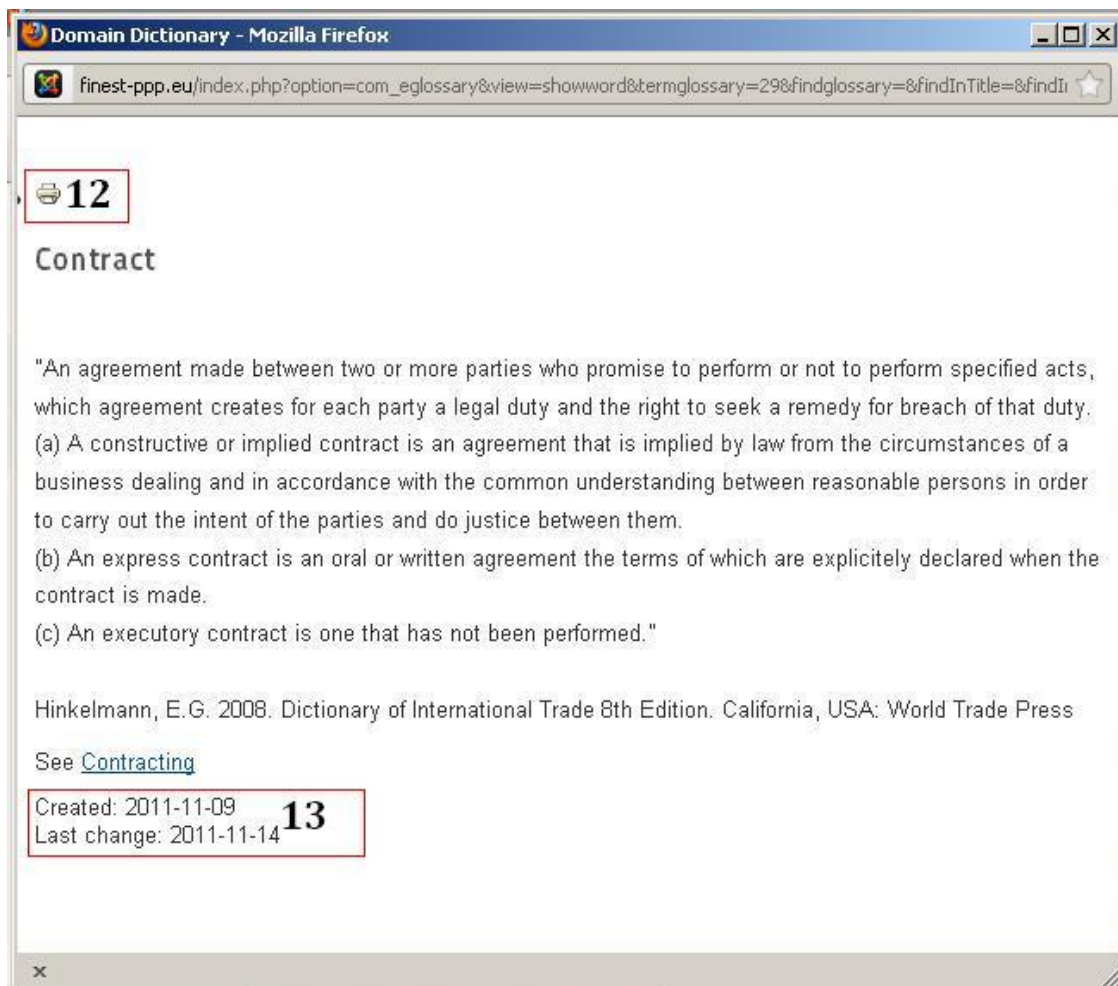 Domain Dictionary - Mozilla Firefox
finest-ppp.eu/index.php?option=com_eglossary&view=showword&termglossary=29&findglossary=&findInTitle=&findI
12
Contract
"An agreement made between two or more parties who promise to perform or not to perform specified acts,
which agreement creates for each party a legal duty and the right to seek a remedy for breach of that duty.
(a) A constructive or implied contract is an agreement that is implied by law from the circumstances of a
business dealing and in accordance with the common understanding between reasonable persons in order
to carry out the intent of the parties and do justice between them.
(b) An express contract is an oral or written agreement the terms of which are explicitely declared when the
contract is made.
(c) An executory contract is one that has not been performed."
Hinkelmann, E.G. 2008. Dictionary of International Trade 8th Edition. California, USA: World Trade Press
See Contracting
Created: 2011-11-09
Last change: 2011-11-14
13